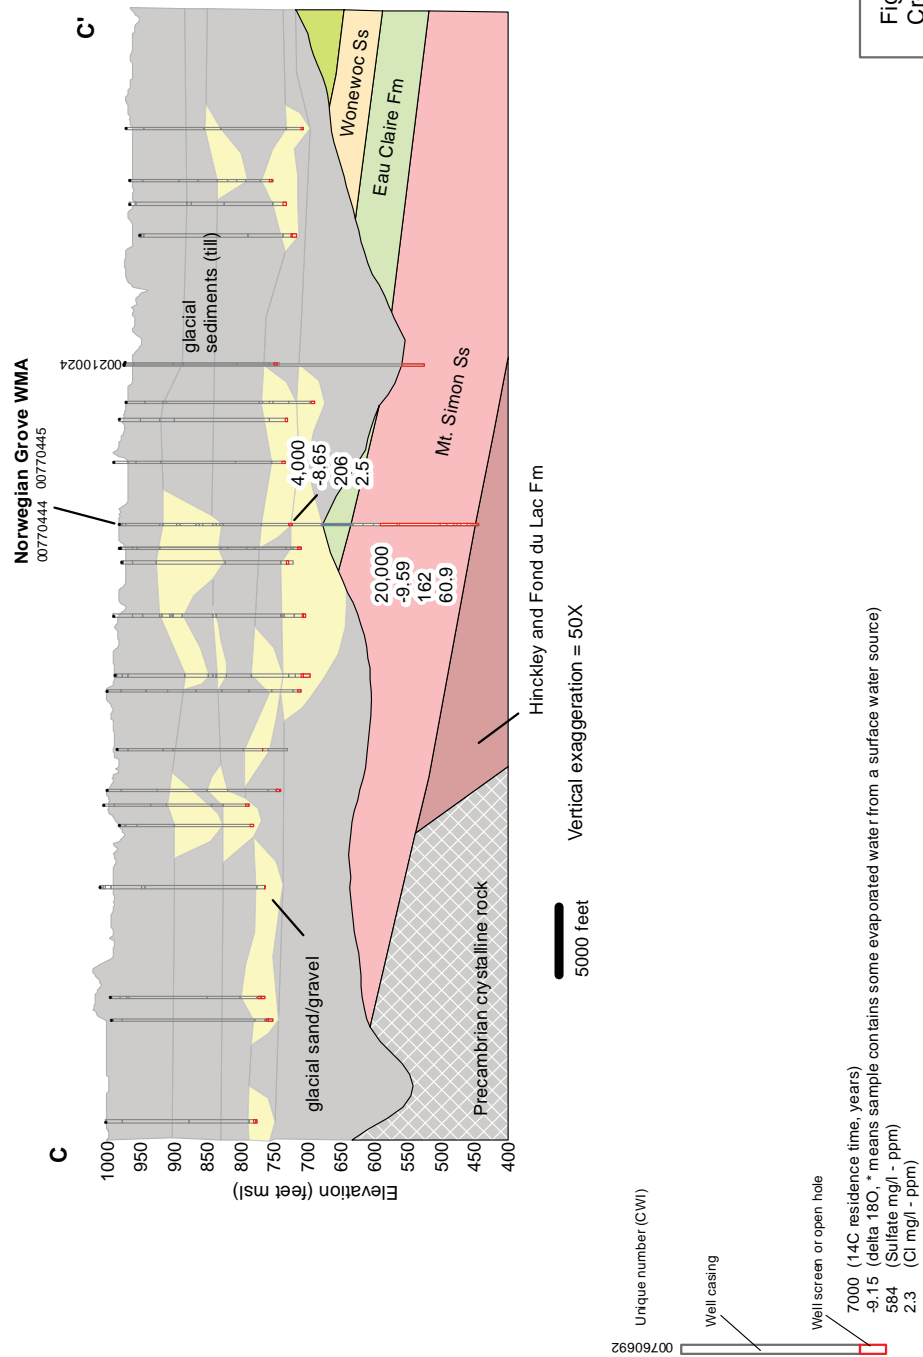 C
C'
Norwegian Grove WMA
00770444 00770445
00210024
glacial
sediments (till)
Wonewoc Ss
Eau Claire Fm
Mt. Simon Ss
4,000
-8.65
206
2.5
20,000
-9.59
162
60.9
glacial sand/gravel
Precambrian crystalline rock
Hinckley and Fond du Lac Fm
Elevation (feet msl)
1000
950
900
850
800
750
700
650
600
550
500
450
400
5000 feet
Vertical exaggeration = 50X
00760692
Unique number (CWI)
Well casing
Well screen or open hole
7000 (14C residence time, years)
-9.15 (delta 18O, * means sample contains some evaporated water from a surface water source)
584 (Sulfate mg/l - ppm)
2.3 (Cl mg/l - ppm)
Fig
Cr